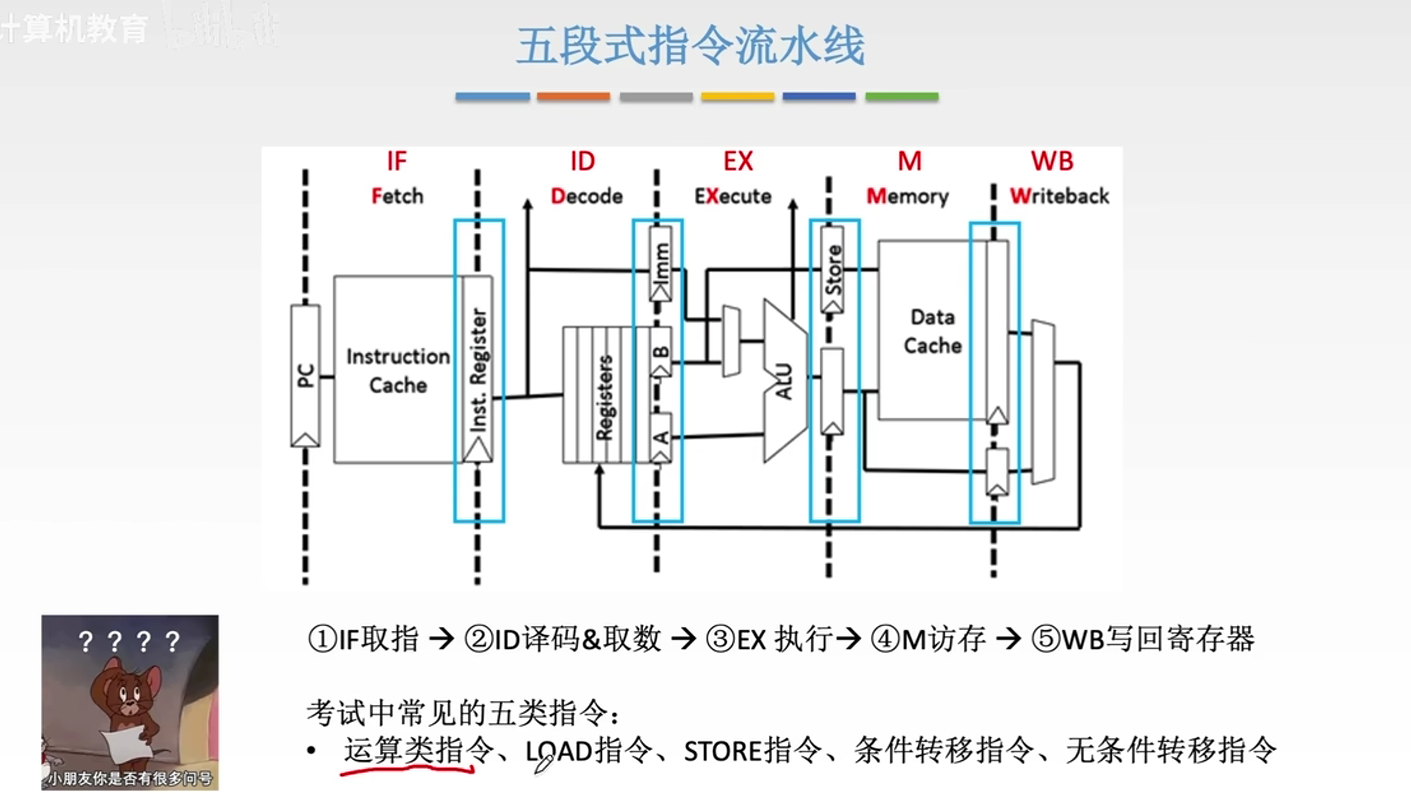 计算机教育
bilibili
五段式指令流水线
IF ID EX M WB
Fetch Decode EXecute Memory Writeback
PC
Instruction Cache
Inst. Register
Registers
Imm
B
A
ALU
Store
Data Cache
①IF取指 → ②ID译码&取数 → ③EX 执行→ ④M访存 → ⑤WB写回寄存器
考试中常见的五类指令：
• 运算类指令、LOAD指令、STORE指令、条件转移指令、无条件转移指令
？？？？
小朋友你是否有很多问号